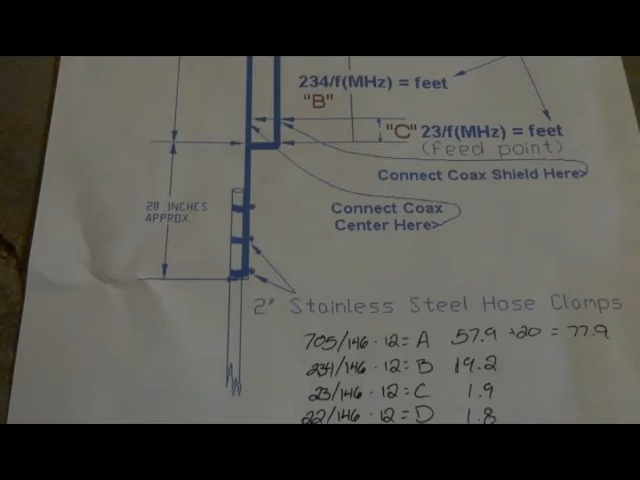 234/f(MHz) = feet
"B"
"C" 23/f(MHz) = feet
(feed point)
Connect Coax Shield Here>
20 INCHES
APPROX.
Connect Coax
Center Here>
2" Stainless Steel Hose Clamps
705/146 · 12 = A 57.9 +20 = 77.9
234/146 · 12 = B 19.2
23/146 · 12 = C 1.9
22/146 · 12 = D 1.8